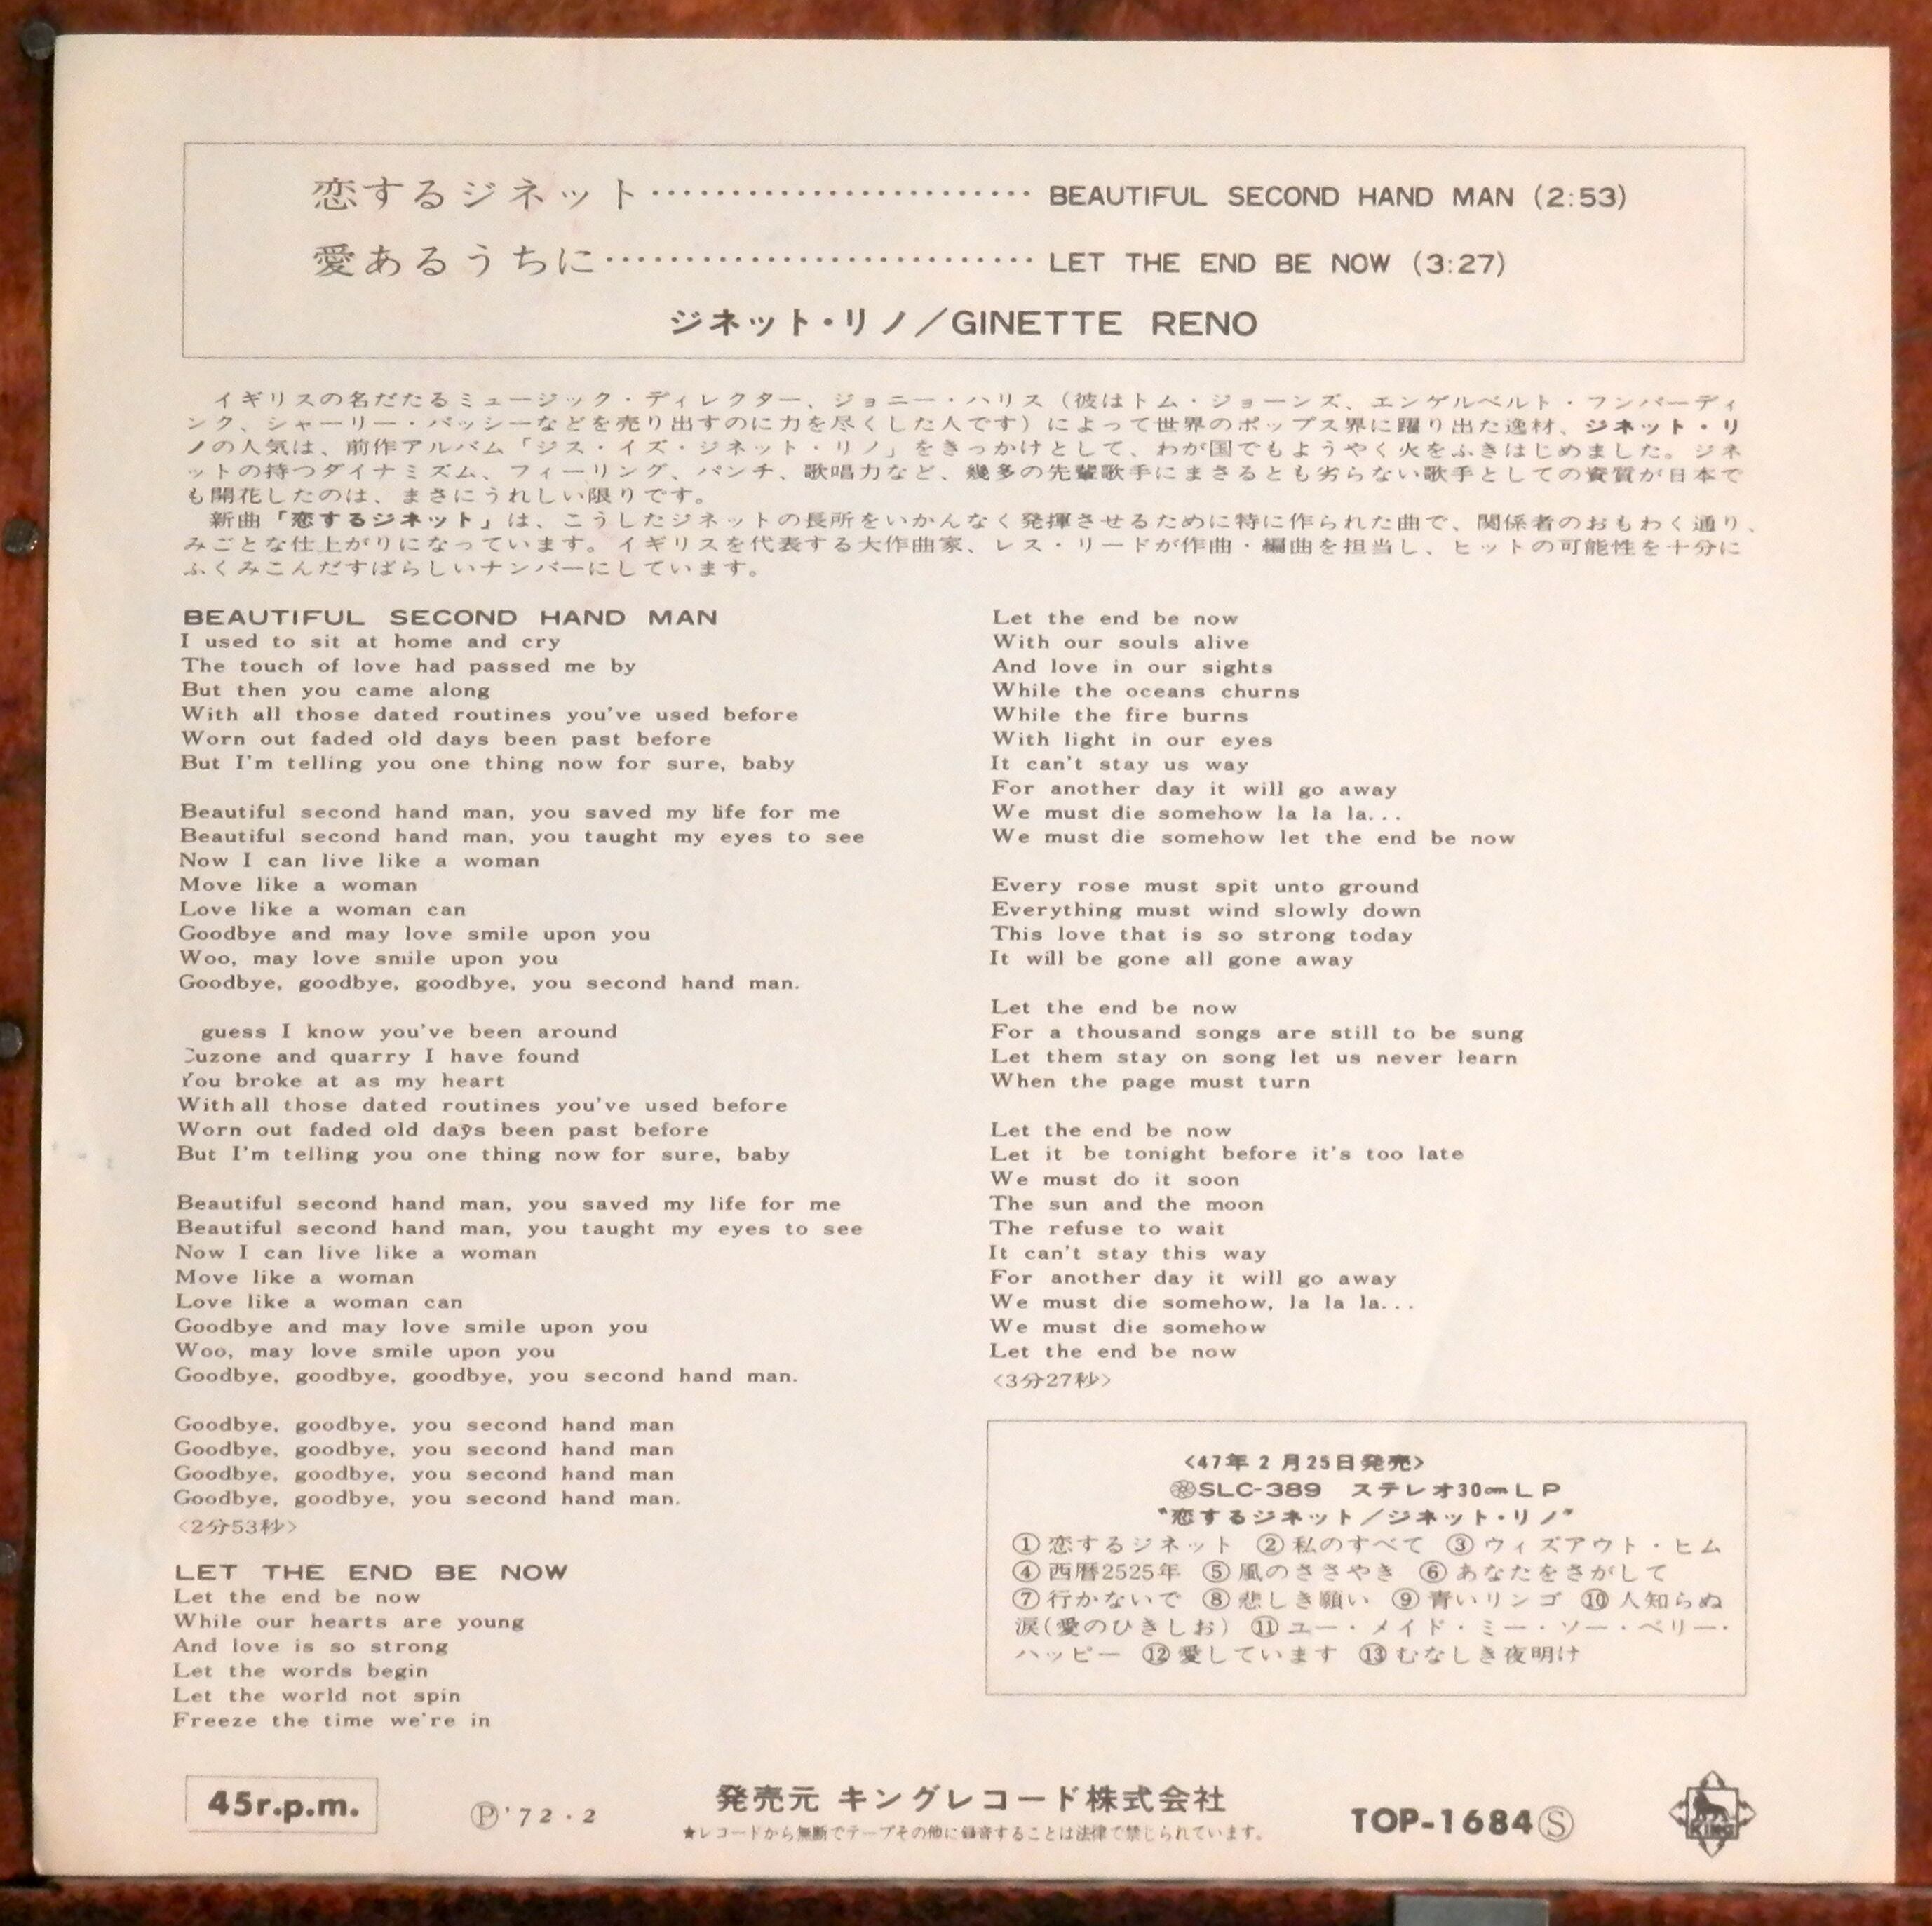 恋するジネット························ BEAUTIFUL SECOND HAND MAN (2:53)
愛あるうちに··························· LET THE END BE NOW (3:27)
ジネット・リノ／GINETTE RENO
イギリスの名だたるミュージック・ディレクター、ジョニー・ハリス（彼はトム・ジョーンズ、エンゲルベルト・フンパーディ
ンク、シャーリー・バッシーなどを売り出すのに力を尽くした人です）によって世界のポップス界に躍り出た逸材、ジネット・リ
ノの人気は、前作アルバム「ジス・イズ・ジネット・リノ」をきっかけとして、わが国でもようやく火をふきはじめました。ジネ
ットの持つダイナミズム、フィーリング、パンチ、歌唱力など、幾多の先輩歌手にまさるとも劣らない歌手としての資質が日本で
も開花したのは、まさにうれしい限りです。
新曲「恋するジネット」は、こうしたジネットの長所をいかんなく発揮させるために特に作られた曲で、関係者のおもわく通り、
みごとな仕上がりになっています。イギリスを代表する大作曲家、レス・リードが作曲・編曲を担当し、ヒットの可能性を十分に
ふくみこんだすばらしいナンバーにしています。
BEAUTIFUL SECOND HAND MAN
I used to sit at home and cry
The touch of love had passed me by
But then you came along
With all those dated routines you've used before
Worn out faded old days been past before
But I'm telling you one thing now for sure, baby

Beautiful second hand man, you saved my life for me
Beautiful second hand man, you taught my eyes to see
Now I can live like a woman
Move like a woman
Love like a woman can
Goodbye and may love smile upon you
Woo, may love smile upon you
Goodbye, goodbye, goodbye, you second hand man.

guess I know you've been around
Cuzone and quarry I have found
You broke at as my heart
With all those dated routines you've used before
Worn out faded old days been past before
But I'm telling you one thing now for sure, baby

Beautiful second hand man, you saved my life for me
Beautiful second hand man, you taught my eyes to see
Now I can live like a woman
Move like a woman
Love like a woman can
Goodbye and may love smile upon you
Woo, may love smile upon you
Goodbye, goodbye, goodbye, you second hand man.

Goodbye, goodbye, you second hand man
Goodbye, goodbye, you second hand man
Goodbye, goodbye, you second hand man
Goodbye, goodbye, you second hand man.
<2分53秒>

LET THE END BE NOW
Let the end be now
While our hearts are young
And love is so strong
Let the words begin
Let the world not spin
Freeze the time we're in
Let the end be now
With our souls alive
And love in our sights
While the oceans churns
While the fire burns
With light in our eyes
It can't stay us way
For another day it will go away
We must die somehow la la la...
We must die somehow let the end be now

Every rose must spit unto ground
Everything must wind slowly down
This love that is so strong today
It will be gone all gone away

Let the end be now
For a thousand songs are still to be sung
Let them stay on song let us never learn
When the page must turn

Let the end be now
Let it be tonight before it's too late
We must do it soon
The sun and the moon
The refuse to wait
It can't stay this way
For another day it will go away
We must die somehow, la la la...
We must die somehow
Let the end be now
<3分27秒>
<47年2月25日発売>
SLC-389 ステレオ30cmＬＰ
"恋するジネット／ジネット・リノ"
①恋するジネット ②私のすべて ③ウィズアウト・ヒム
④西暦2525年 ⑤風のささやき ⑥あなたをさがして
⑦行かないで ⑧悲しき願い ⑨青いリンゴ ⑩人知らぬ
涙(愛のひきしお) ⑪ユー・メイド・ミー・ソー・ベリー・
ハッピー ⑫愛しています ⑬むなしき夜明け
45r.p.m.
Ⓟ'72・2
発売元 キングレコード株式会社
★レコードから無断でテープその他に録音することは法律で禁じられています。
TOP-1684Ⓢ
KING